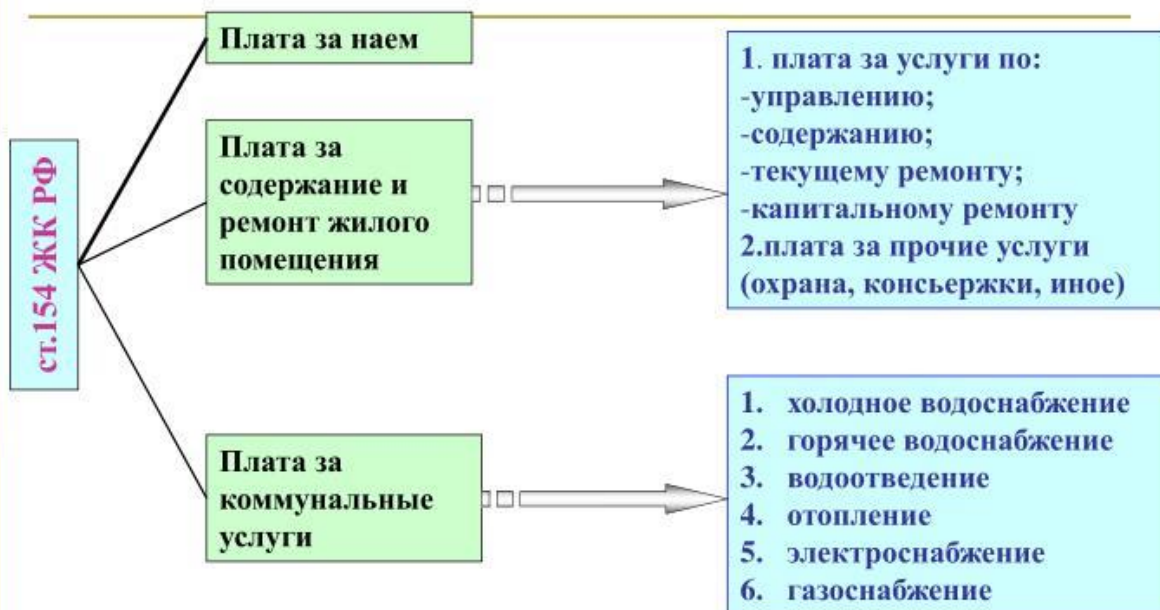 ст.154 ЖК РФ
Плата за наем
Плата за
содержание и
ремонт жилого
помещения
1. плата за услуги по:
-управлению;
-содержанию;
-текущему ремонту;
-капитальному ремонту
2.плата за прочие услуги
(охрана, консьержки, иное)
Плата за
коммунальные
услуги
1. холодное водоснабжение
2. горячее водоснабжение
3. водоотведение
4. отопление
5. электроснабжение
6. газоснабжение